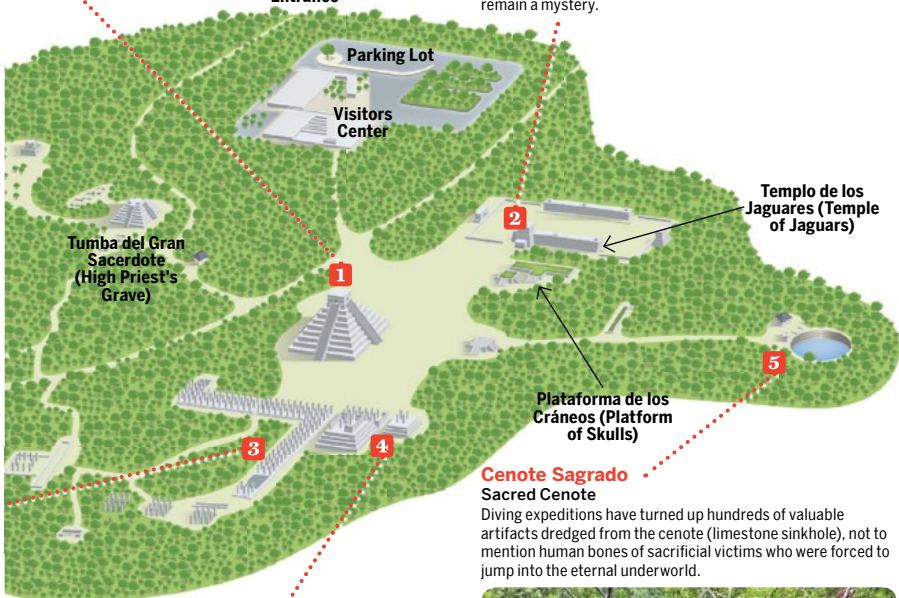 Entrance
remain a mystery.
Parking Lot
Visitors
Center
2
Templo de los
Jaguares (Temple
of Jaguars)
Tumba del Gran
Sacerdote
(High Priest's
Grave)
1
5
Plataforma de los
Cráneos (Platform
of Skulls)
3
4
Cenote Sagrado
Sacred Cenote
Diving expeditions have turned up hundreds of valuable
artifacts dredged from the cenote (limestone sinkhole), not to
mention human bones of sacrificial victims who were forced to
jump into the eternal underworld.